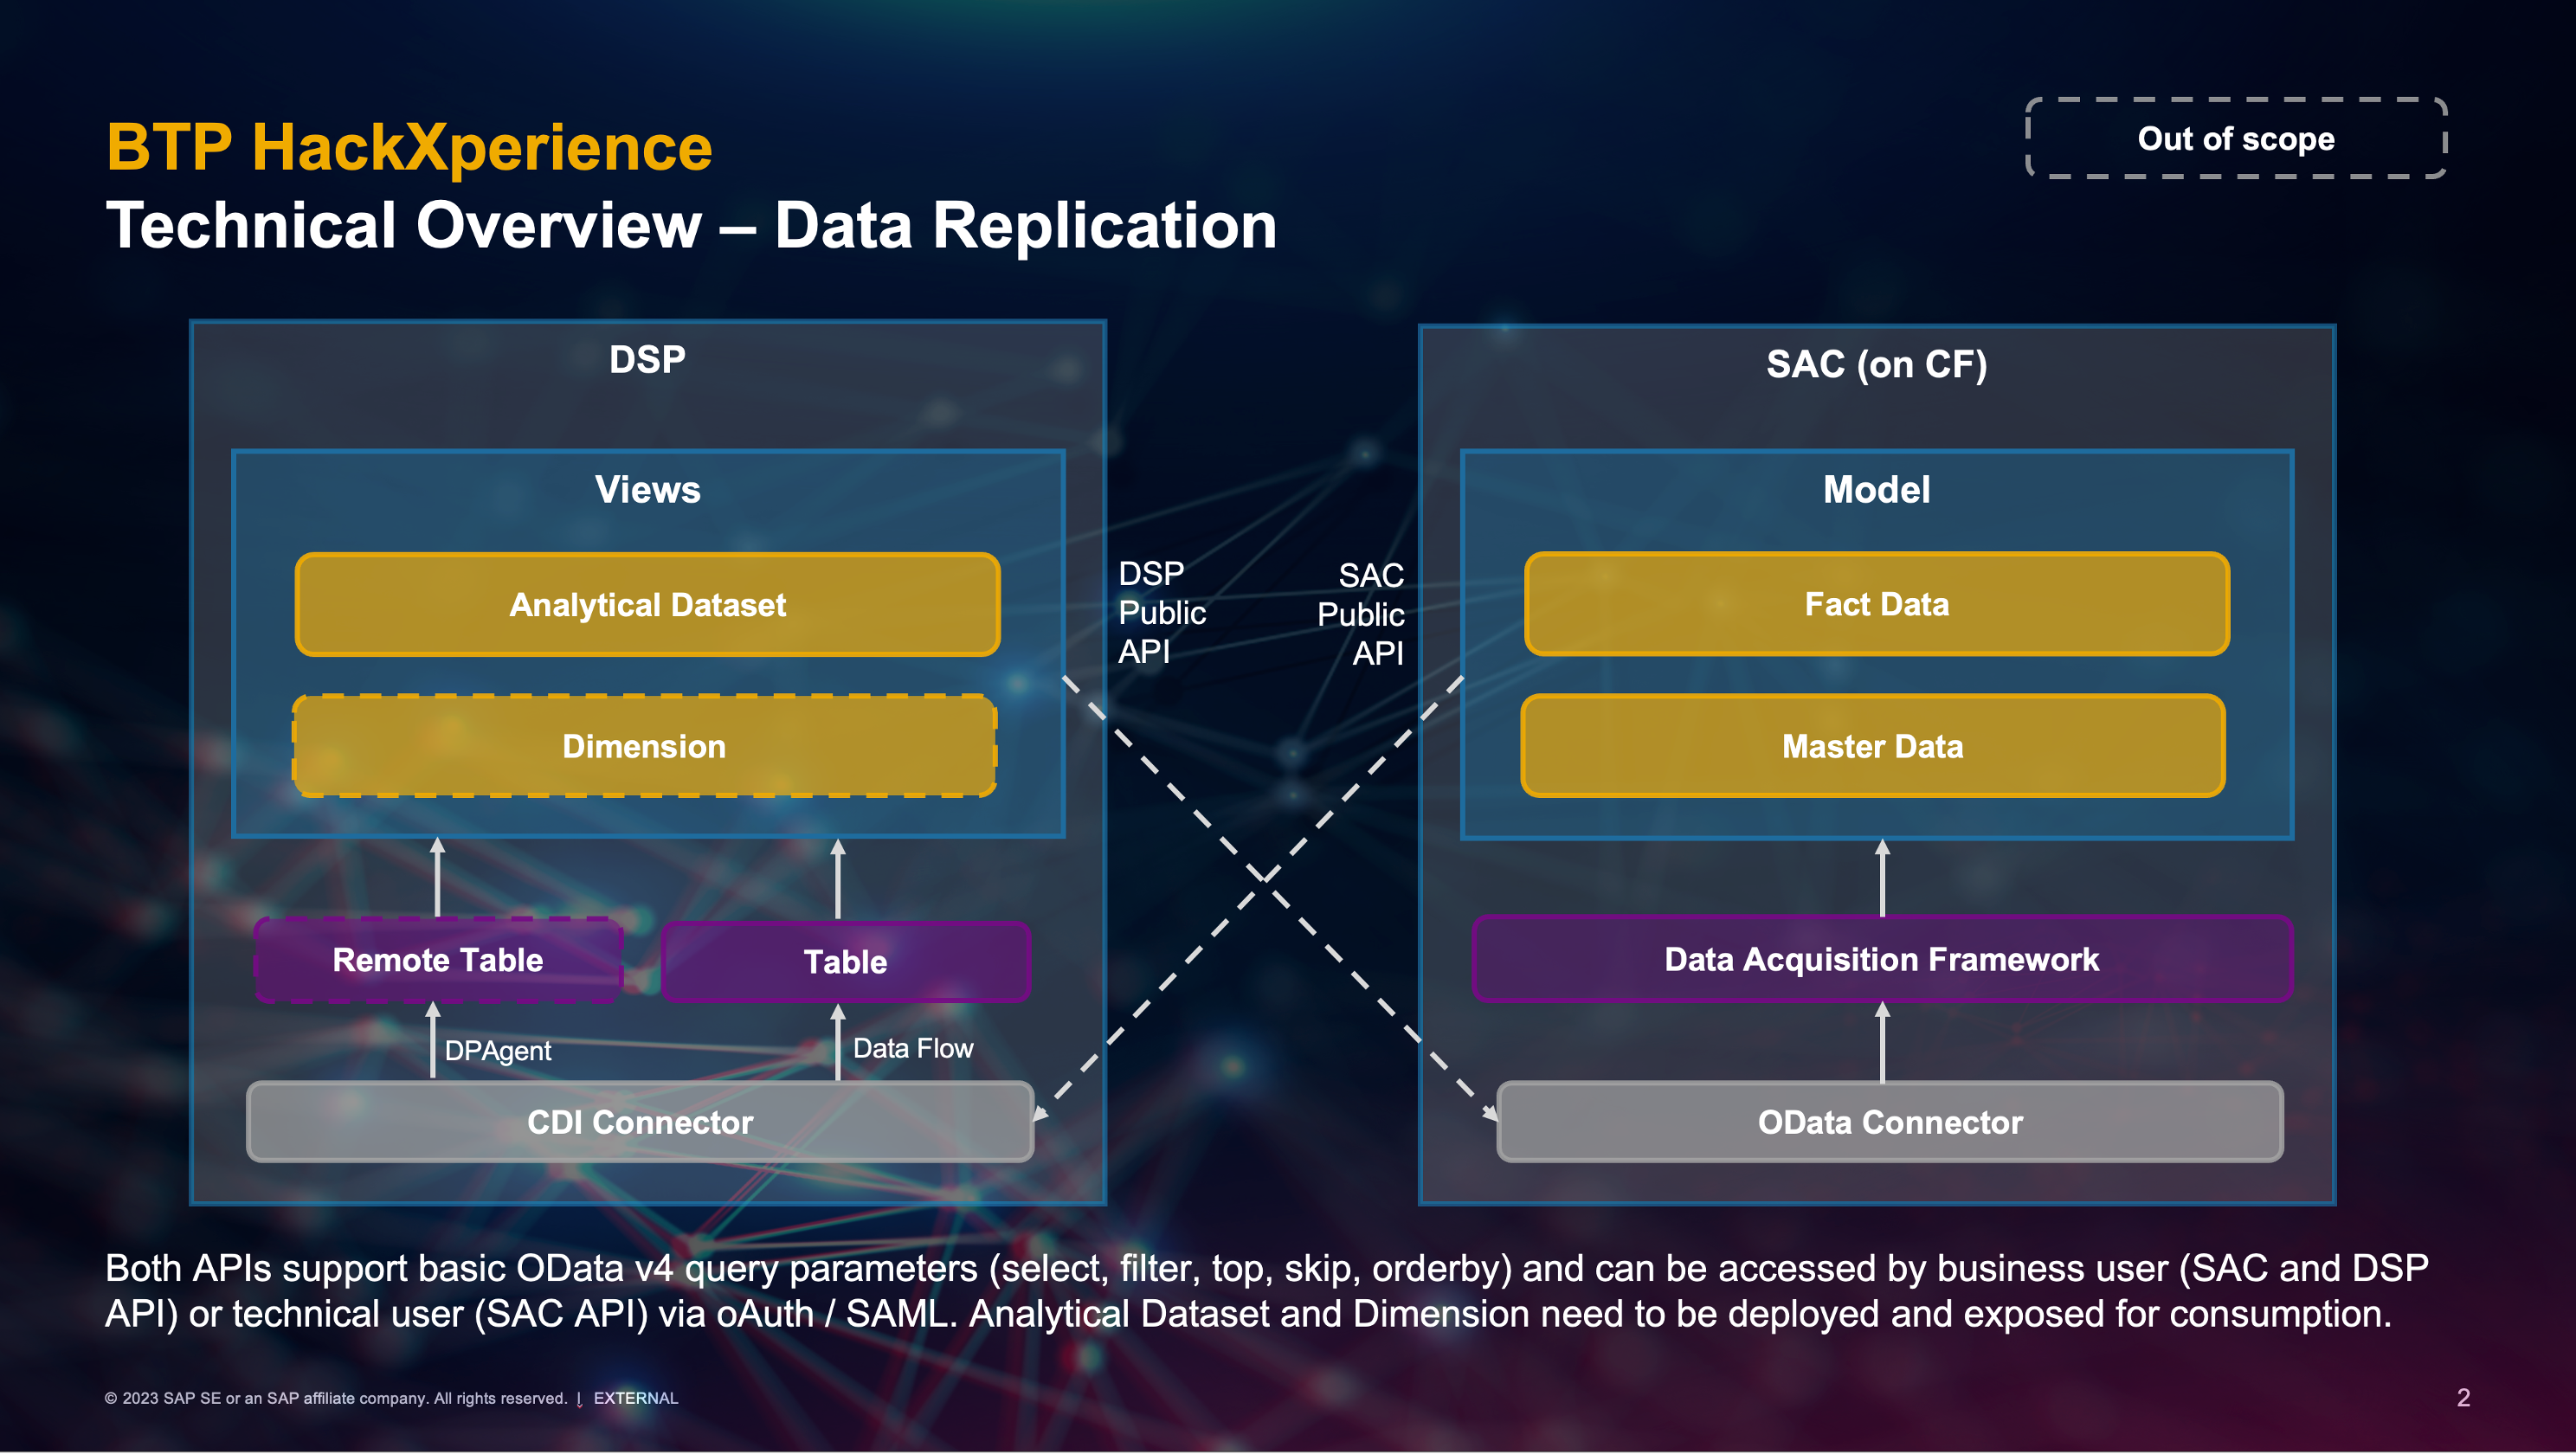 BTP HackXperience
Technical Overview – Data Replication
Out of scope
DSP
Views
Analytical Dataset
Dimension
Remote Table
Table
DPAgent
Data Flow
CDI Connector
DSP
Public
API
SAC
Public
API
SAC (on CF)
Model
Fact Data
Master Data
Data Acquisition Framework
OData Connector
Both APIs support basic OData v4 query parameters (select, filter, top, skip, orderby) and can be accessed by business user (SAC and DSP
API) or technical user (SAC API) via oAuth / SAML. Analytical Dataset and Dimension need to be deployed and exposed for consumption.
© 2023 SAP SE or an SAP affiliate company. All rights reserved. | EXTERNAL
2